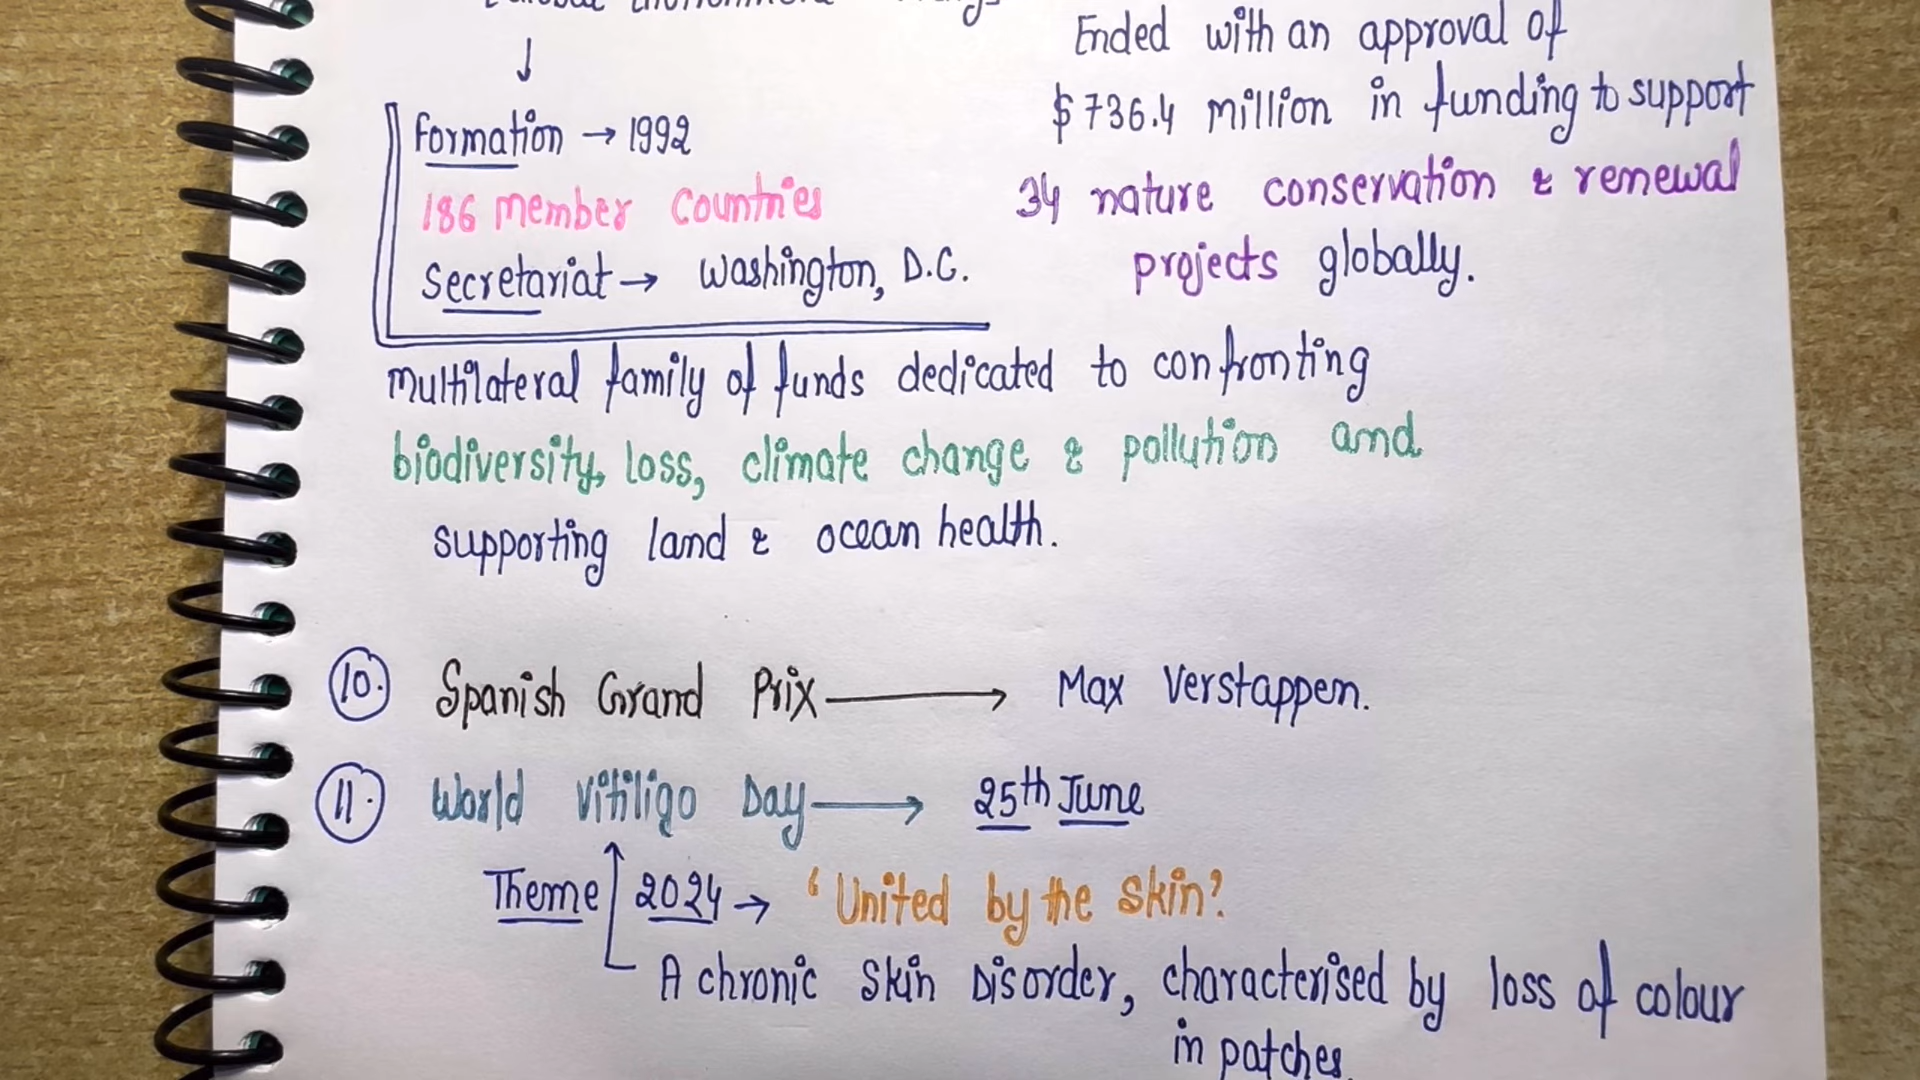 Ended with an approval of
$736.4 million in funding to support
34 nature conservation & renewal
projects globally.
Formation → 1992
186 member countries
Secretariat → Washington, D.C.
Multilateral family of funds dedicated to confronting
biodiversity, loss, climate change & pollution and
supporting land & ocean health.
10. Spanish Grand Prix → Max Verstappen.
11. World Vitiligo Day → 25th June
Theme 2024 → 'United by the Skin'.
A chronic skin Disorder, characterised by loss of colour
in patches.